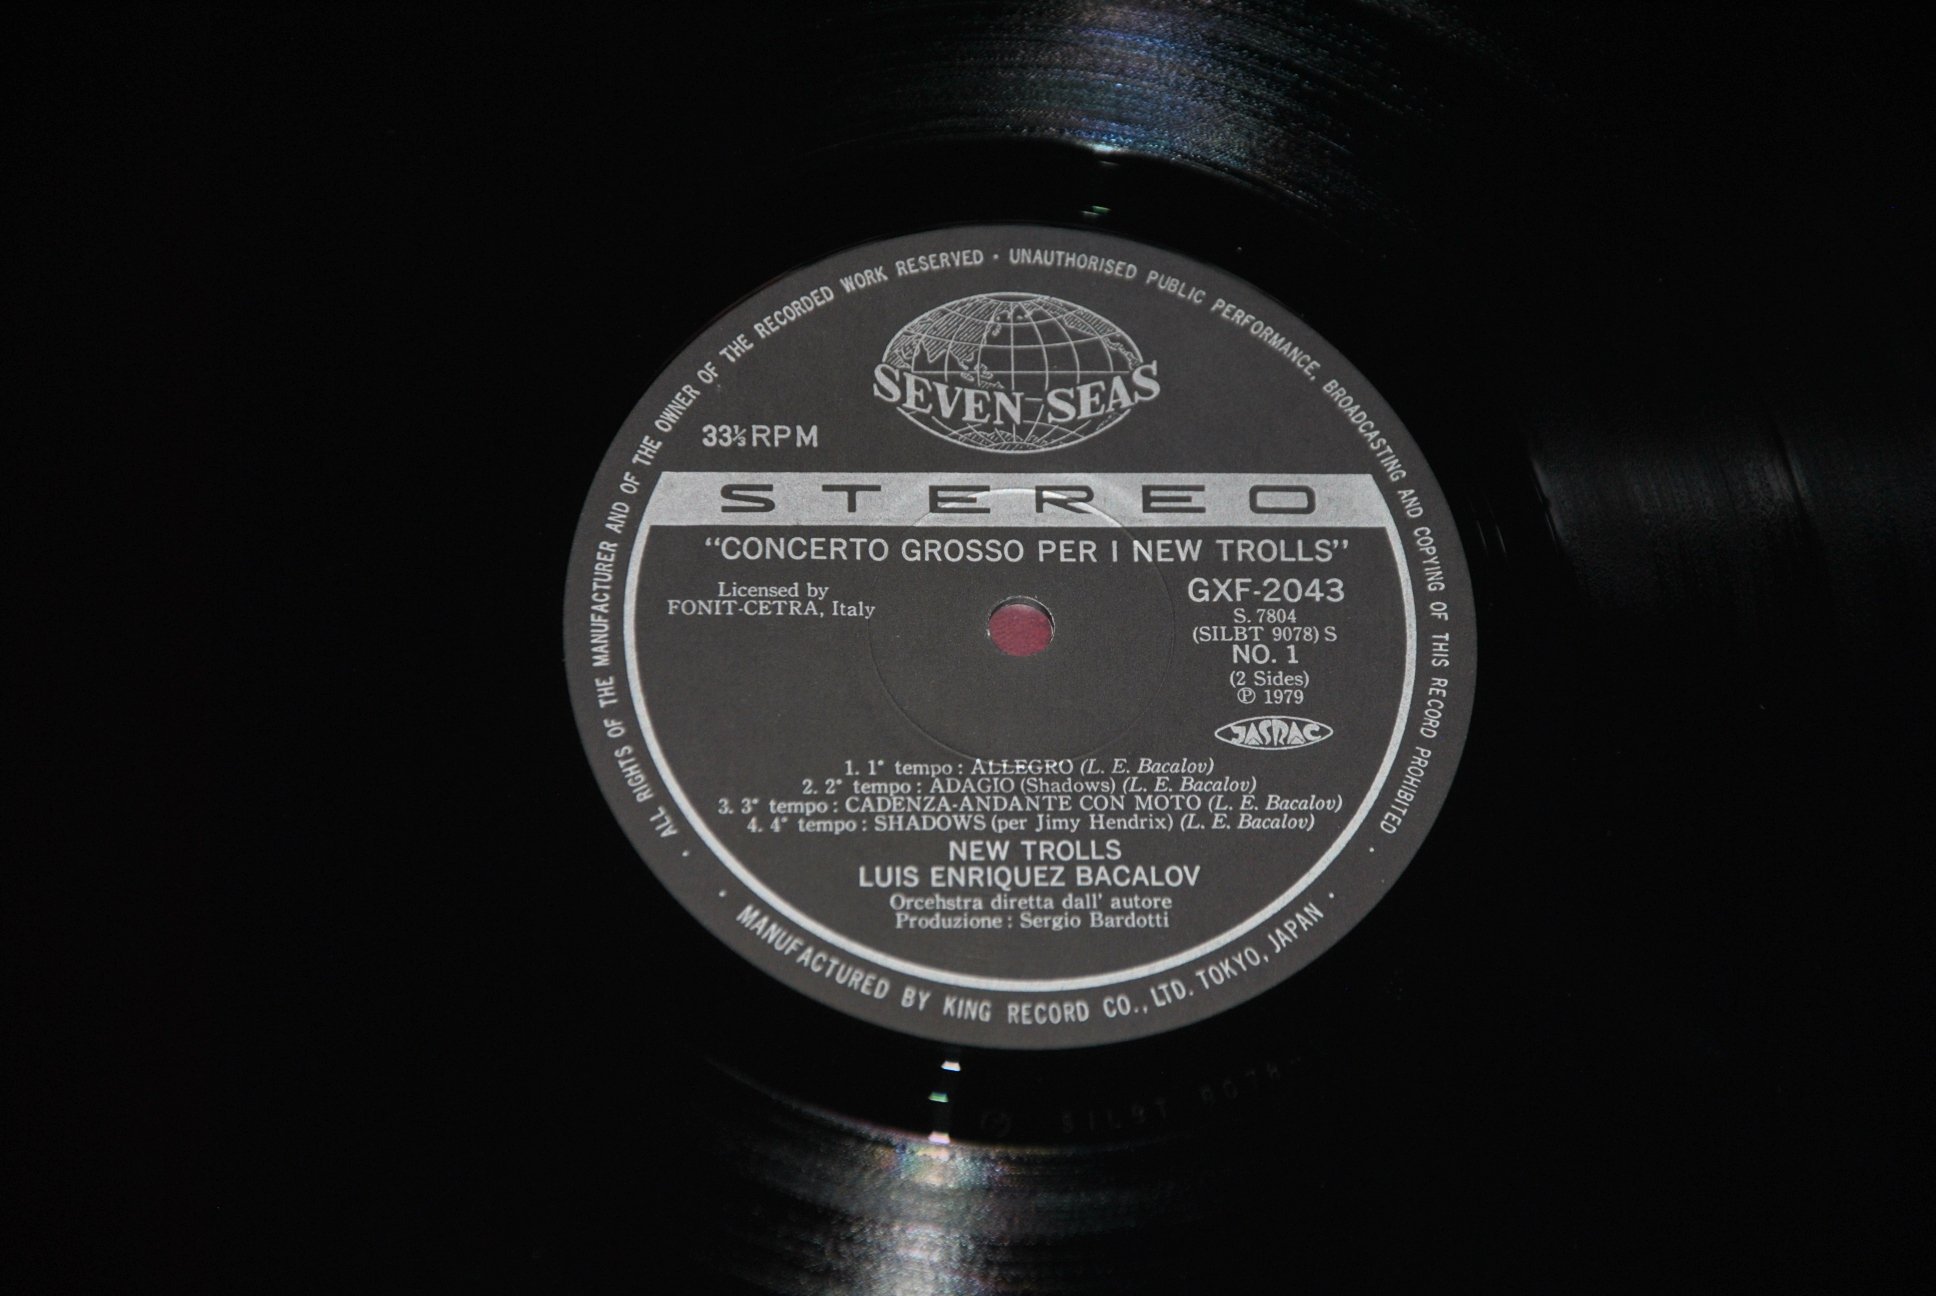 ALL RIGHTS OF THE MANUFACTURER AND OF THE OWNER OF THE RECORDED WORK RESERVED · UNAUTHORISED PUBLIC PERFORMANCE, BROADCASTING AND COPYING OF THIS RECORD PROHIBITED ·
SEVEN SEAS
33⅓ RPM
STEREO
"CONCERTO GROSSO PER I NEW TROLLS"
Licensed by
FONIT-CETRA, Italy
GXF-2043
S. 7804
(SILBT 9078) S
NO. 1
(2 Sides)
℗ 1979
JASRAC
1. 1° tempo : ALLEGRO (L. E. Bacalov)
2. 2° tempo : ADAGIO (Shadows) (L. E. Bacalov)
3. 3° tempo : CADENZA-ANDANTE CON MOTO (L. E. Bacalov)
4. 4° tempo : SHADOWS (per Jimy Hendrix) (L. E. Bacalov)
NEW TROLLS
LUIS ENRIQUEZ BACALOV
Orcehstra diretta dall' autore
Produzione : Sergio Bardotti
· MANUFACTURED BY KING RECORD CO., LTD. TOKYO, JAPAN ·
SILBT 9078